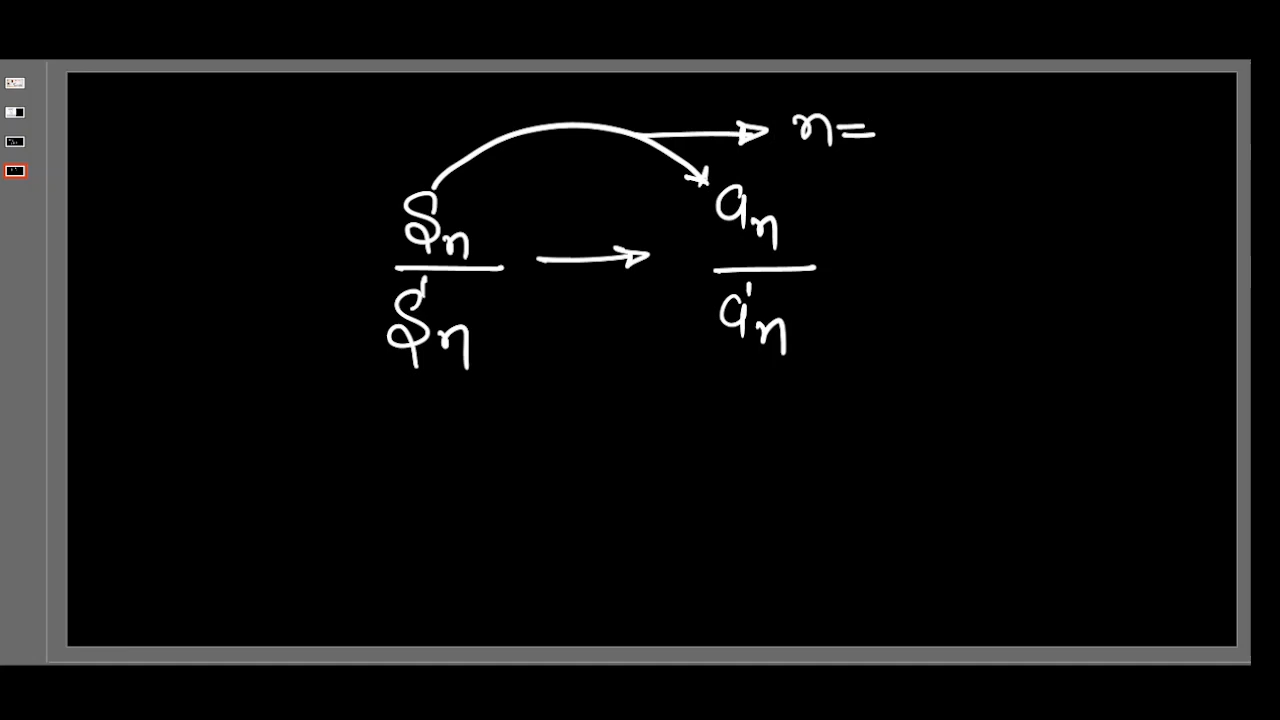 n=
Sn → an
S'n a'n